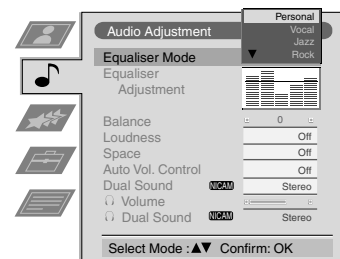 Audio Adjustment
Personal
Vocal
Jazz
▼ Rock
Equaliser Mode
Equaliser
Adjustment
Balance 0
Loudness Off
Space Off
Auto Vol. Control Off
Dual Sound NICAM Stereo
Volume
Dual Sound NICAM Stereo
Select Mode :▲▼ Confirm: OK